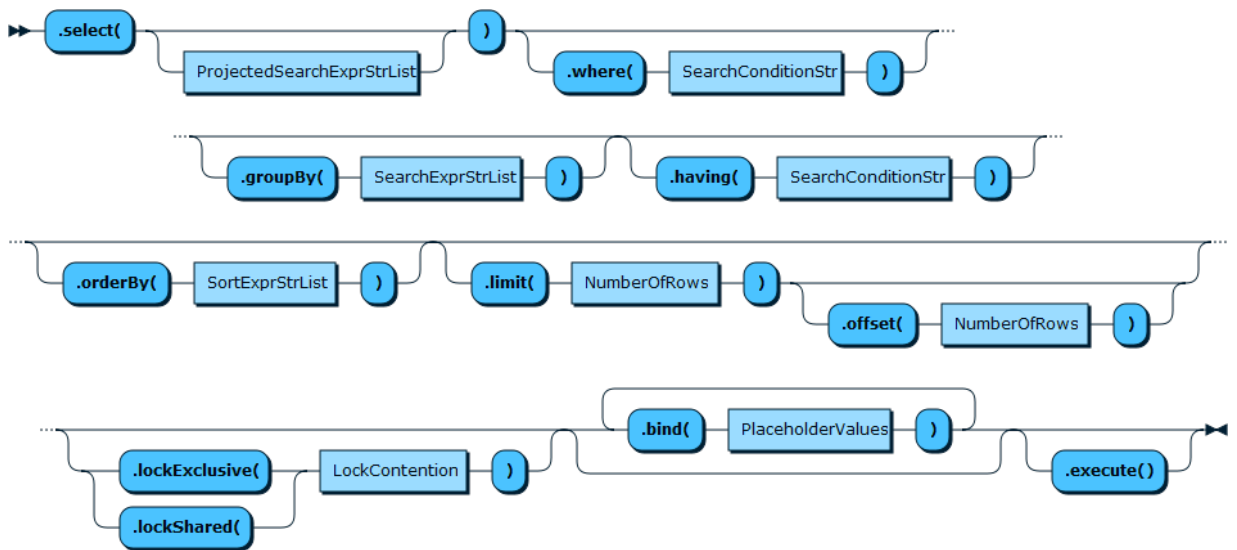 .select( ProjectedSearchExprStrList ) .where( SearchConditionStr )
.groupBy( SearchExprStrList ) .having( SearchConditionStr )
.orderBy( SortExprStrList ) .limit( NumberOfRows )
.offset( NumberOfRows )
.bind( PlaceholderValues )
.lockExclusive( LockContention ) .execute()
.lockShared(